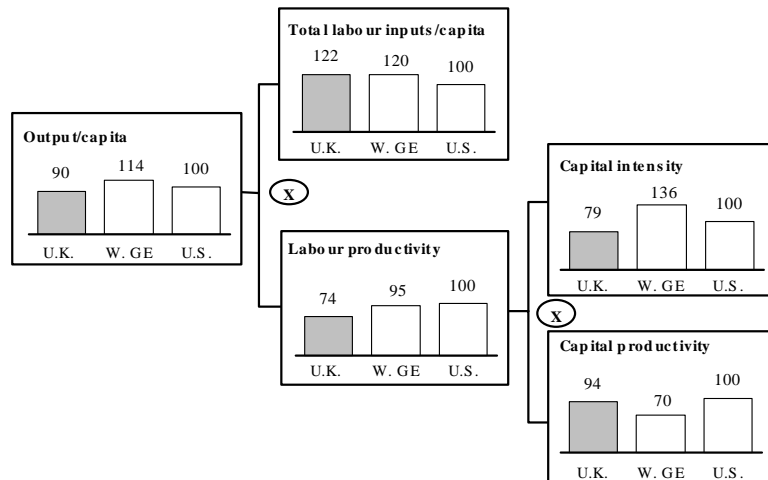 Total labour inputs/capita
122 120 100
U.K. W. GE U.S.
Output/capita
90 114 100
U.K. W. GE U.S.
X
Labour productivity
74 95 100
U.K. W. GE U.S.
Capital intensity
79 136 100
U.K. W. GE U.S.
X
Capital productivity
94 70 100
U.K. W. GE U.S.